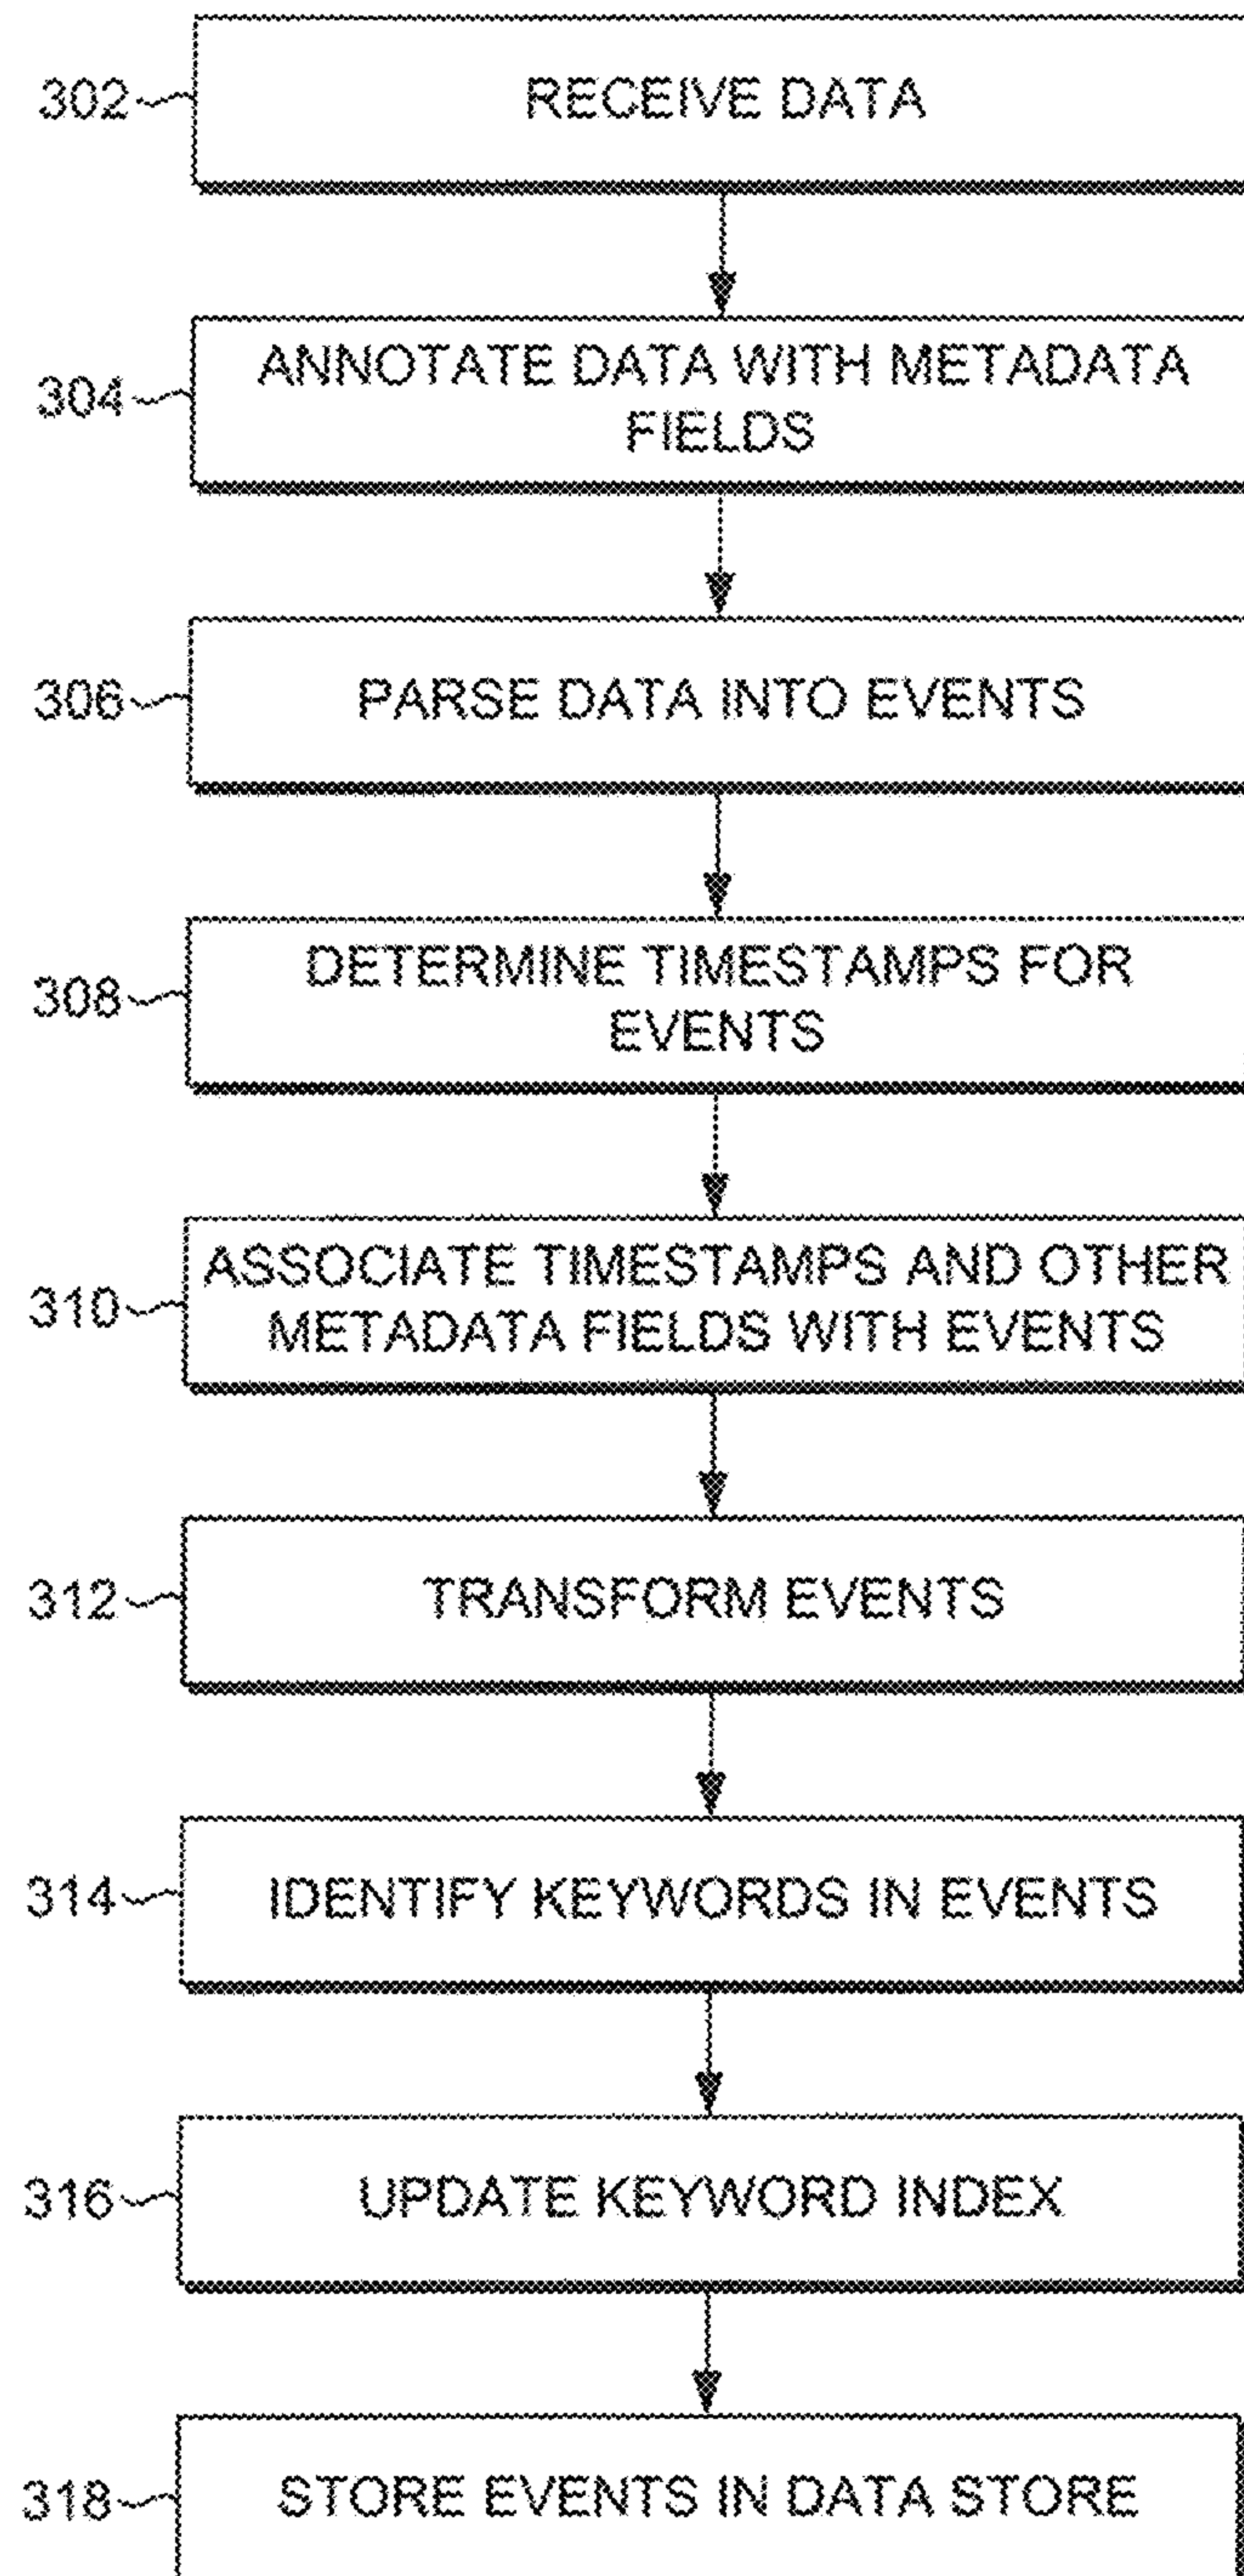 302
RECEIVE DATA
304
ANNOTATE DATA WITH METADATA
FIELDS
306
PARSE DATA INTO EVENTS
308
DETERMINE TIMESTAMPS FOR
EVENTS
310
ASSOCIATE TIMESTAMPS AND OTHER
METADATA FIELDS WITH EVENTS
312
TRANSFORM EVENTS
314
IDENTIFY KEYWORDS IN EVENTS
316
UPDATE KEYWORD INDEX
318
STORE EVENTS IN DATA STORE